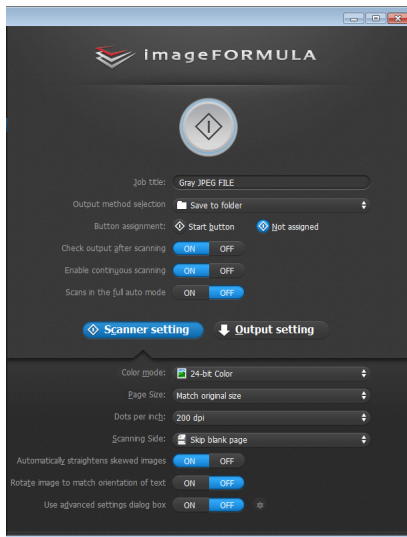 imageFORMULA
Job title: Gray JPEG FILE
Output method selection Save to folder
Button assignment: Start button Not assigned
Check output after scanning ON OFF
Enable continuous scanning ON OFF
Scans in the full auto mode ON OFF
Scanner setting Output setting
Color mode: 24-bit Color
Page Size: Match original size
Dots per inch: 200 dpi
Scanning Side: Skip blank page
Automatically straightens skewed images ON OFF
Rotate image to match orientation of text ON OFF
Use advanced settings dialog box ON OFF